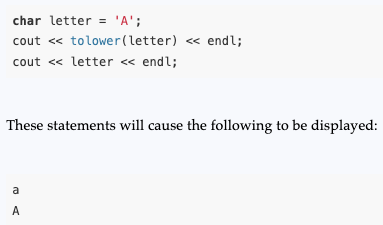 char letter = 'A';
cout << tolower(letter) << endl;
cout << letter << endl;
These statements will cause the following to be displayed:
a
A